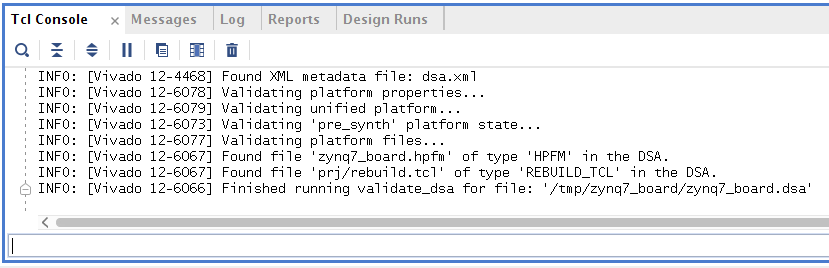 Tcl Console × Messages Log Reports Design Runs
INFO: [Vivado 12-4468] Found XML metadata file: dsa.xml
INFO: [Vivado 12-6078] Validating platform properties...
INFO: [Vivado 12-6079] Validating unified platform...
INFO: [Vivado 12-6073] Validating 'pre_synth' platform state...
INFO: [Vivado 12-6077] Validating platform files...
INFO: [Vivado 12-6067] Found file 'zynq7_board.hpfm' of type 'HPFM' in the DSA.
INFO: [Vivado 12-6067] Found file 'prj/rebuild.tcl' of type 'REBUILD_TCL' in the DSA.
INFO: [Vivado 12-6066] Finished running validate_dsa for file: '/tmp/zynq7_board/zynq7_board.dsa'